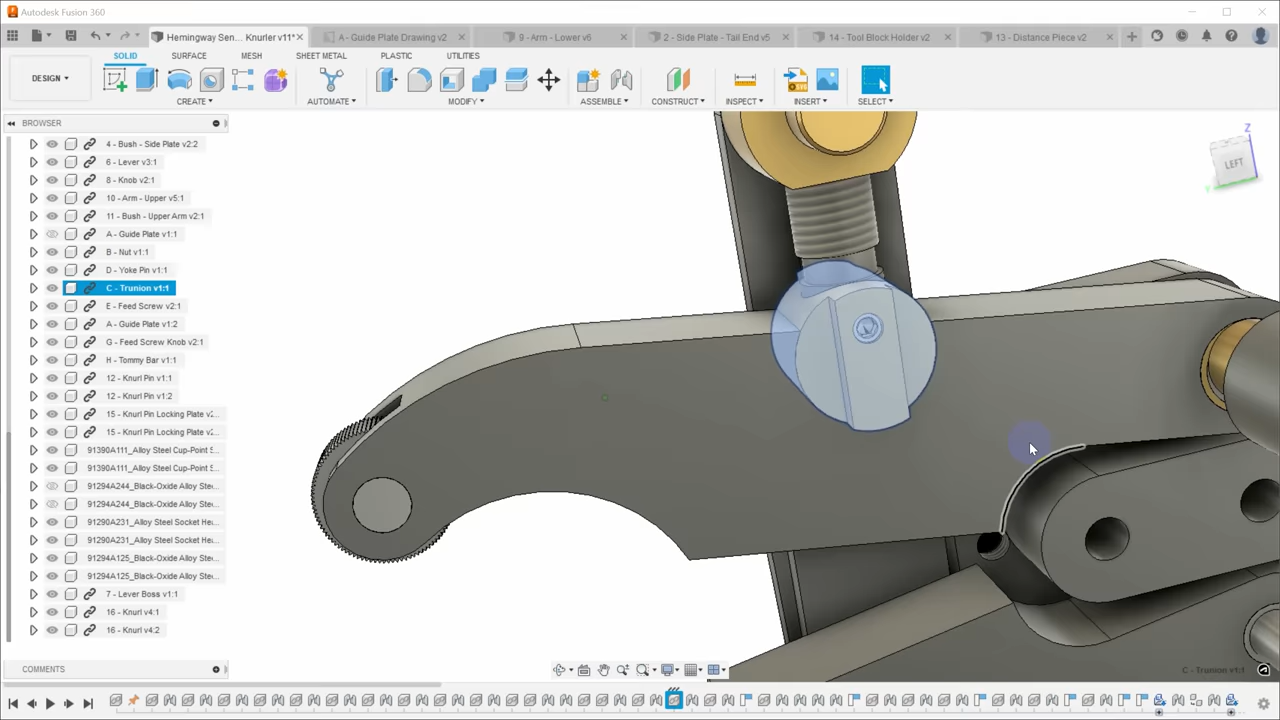 Autodesk Fusion 360
Hemingway Sen... Knurler v11*
A - Guide Plate Drawing v2
9 - Arm - Lower v6
2 - Side Plate - Tail End v5
14 - Tool Block Holder v2
13 - Distance Piece v2
SOLID
SURFACE
MESH
SHEET METAL
PLASTIC
UTILITIES
DESIGN
CREATE
AUTOMATE
MODIFY
ASSEMBLE
CONSTRUCT
INSPECT
INSERT
SELECT
BROWSER
4 - Bush - Side Plate v2:2
6 - Lever v3:1
8 - Knob v2:1
10 - Arm - Upper v5:1
11 - Bush - Upper Arm v2:1
A - Guide Plate v1:1
B - Nut v1:1
D - Yoke Pin v1:1
C - Trunion v1:1
E - Feed Screw v2:1
A - Guide Plate v1:2
G - Feed Screw Knob v2:1
H - Tommy Bar v1:1
12 - Knurl Pin v1:1
12 - Knurl Pin v1:2
15 - Knurl Pin Locking Plate v2...
15 - Knurl Pin Locking Plate v2...
91390A111_Alloy Steel Cup-Point S...
91390A111_Alloy Steel Cup-Point S...
91294A244_Black-Oxide Alloy Stee...
91294A244_Black-Oxide Alloy Stee...
91290A231_Alloy Steel Socket He...
91290A231_Alloy Steel Socket He...
91294A125_Black-Oxide Alloy Ste...
91294A125_Black-Oxide Alloy Ste...
7 - Lever Boss v1:1
16 - Knurl v4:1
16 - Knurl v4:2
Z
LEFT
Y
COMMENTS
C - Trunion v1:1